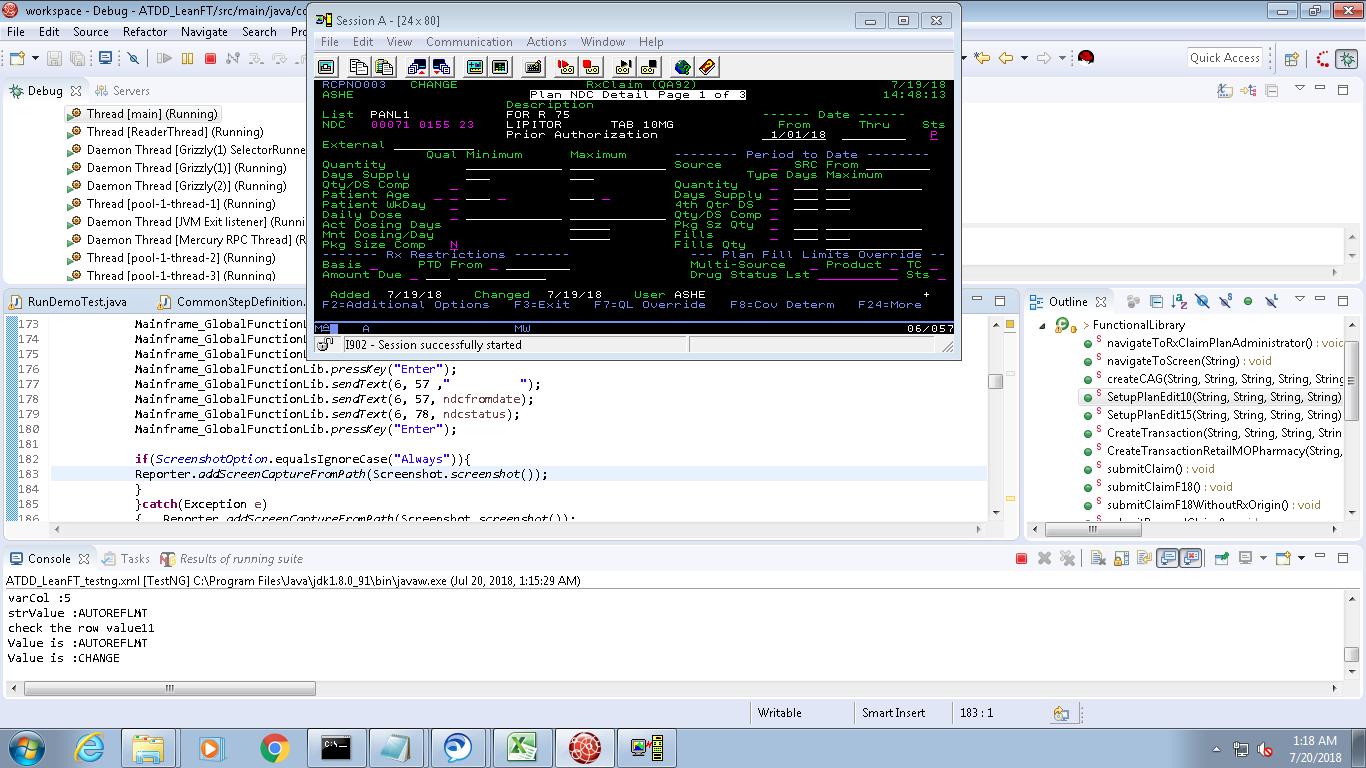 workspace - Debug - ATDD_LeanFT/src/main/java/co
File Edit Source Refactor Navigate Search Pro
Quick Access
Debug Servers
Thread [main] (Running)
Thread [ReaderThread] (Running)
Daemon Thread [Grizzly(1) SelectorRunne
Daemon Thread [Grizzly(1)] (Running)
Daemon Thread [Grizzly(2)] (Running)
Thread [pool-1-thread-1] (Running)
Daemon Thread [JVM Exit listener] (Runni
Daemon Thread [Mercury RPC Thread] (R
Thread [pool-1-thread-2] (Running)
Thread [pool-1-thread-3] (Running)
Session A - [24 x 80]
File Edit View Communication Actions Window Help
RCPNO003 CHANGE RxClaim (QA92) 7/19/18
ASHE Plan NDC Detail Page 1 of 3 14:48:13
Description
List PANL1 FOR R 75 ------ Date ------
NDC 00071 0155 23 LIPITOR TAB 10MG From Thru Sts
Prior Authorization 1/01/18 P
External
Qual Minimum Maximum -------- Period to Date --------
Quantity Source SRC From
Days Supply Type Days Maximum
Qty/DS Comp Quantity
Patient Age Days Supply
Patient WkDay 4th Qtr DS
Daily Dose Qty/DS Comp
Act Dosing Days Pkg Sz Qty
Mnt Dosing/Day Fills
Pkg Size Comp N Fills Qty
------- Rx Restrictions ------- --- Plan Fill Limits Override --
Basis PTD From Multi-Source Product TC
Amount Due Drug Status Lst Sts
Added 7/19/18 Changed 7/19/18 User ASHE +
F2=Additional Options F3=Exit F7=QL Override F8=Cov Determ F24=More
MA A MW 06/057
I902 - Session successfully started
RunDemoTest.java CommonStepDefinition.
173 Mainframe_GlobalFunctionL
174 Mainframe_GlobalFunctionL
175 Mainframe_GlobalFunctionL
176 Mainframe_GlobalFunctionLib.pressKey("Enter");
177 Mainframe_GlobalFunctionLib.sendText(6, 57 ," ");
178 Mainframe_GlobalFunctionLib.sendText(6, 57, ndcfromdate);
179 Mainframe_GlobalFunctionLib.sendText(6, 78, ndcstatus);
180 Mainframe_GlobalFunctionLib.pressKey("Enter");
181
182 if(ScreenshotOption.equalsIgnoreCase("Always")){
183 Reporter.addScreenCaptureFromPath(Screenshot.screenshot());
184 }
185 }catch(Exception e)
186 { Reporter.addScreenCaptureFromPath(Screenshot.screenshot());
Outline
> FunctionalLibrary
navigateToRxClaimPlanAdministrator() : voic
navigateToScreen(String) : void
createCAG(String, String, String, String, String
SetupPlanEdit10(String, String, String, String)
SetupPlanEdit15(String, String, String, String)
CreateTransaction(String, String, String, String
CreateTransactionRetailMOPharmacy(String,
submitClaim() : void
submitClaimF18() : void
submitClaimF18WithoutRxOrigin() : void
Console Tasks Results of running suite
ATDD_LeanFT_testng.xml [TestNG] C:\Program Files\Java\jdk1.8.0_91\bin\javaw.exe (Jul 20, 2018, 1:15:29 AM)
varCol :5
strValue :AUTOREFLMT
check the row value11
Value is :AUTOREFLMT
Value is :CHANGE
Writable Smart Insert 183 : 1
1:18 AM
7/20/2018